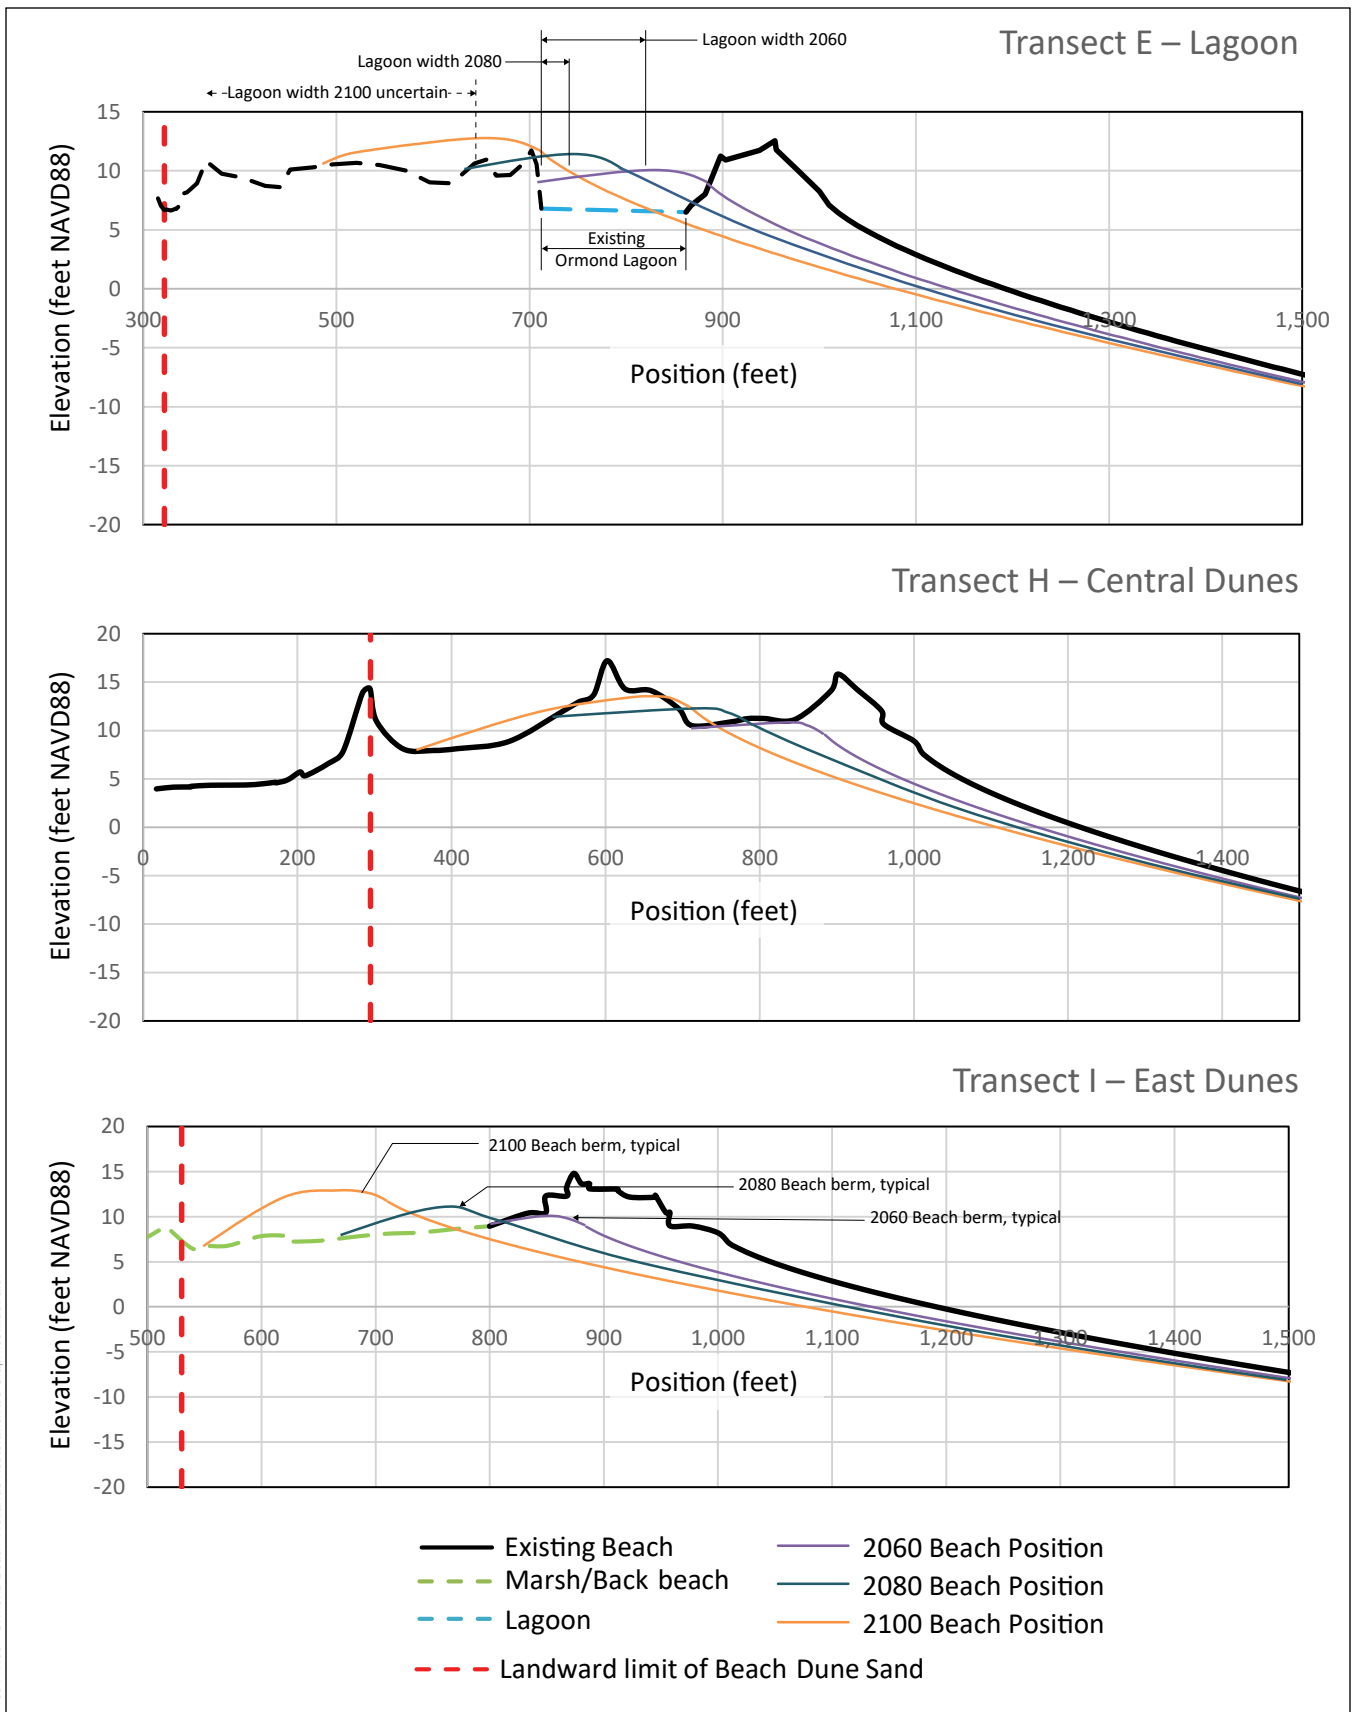 Transect E – Lagoon
Lagoon width 2060
Lagoon width 2080
Lagoon width 2100 uncertain
Elevation (feet NAVD88)
15
10
5
0
-5
-10
-15
-20
Existing
Ormond Lagoon
300 500 700 900 1,100 1,300 1,500
Position (feet)
Transect H – Central Dunes
Elevation (feet NAVD88)
20
15
10
5
0
-5
-10
-15
-20
0 200 400 600 800 1,000 1,200 1,400
Position (feet)
Transect I – East Dunes
Elevation (feet NAVD88)
20
15
10
5
0
-5
-10
-15
-20
2100 Beach berm, typical
2080 Beach berm, typical
2060 Beach berm, typical
500 600 700 800 900 1,000 1,100 1,200 1,300 1,400 1,500
Position (feet)
Existing Beach
Marsh/Back beach
Lagoon
2060 Beach Position
2080 Beach Position
2100 Beach Position
Landward limit of Beach Dune Sand